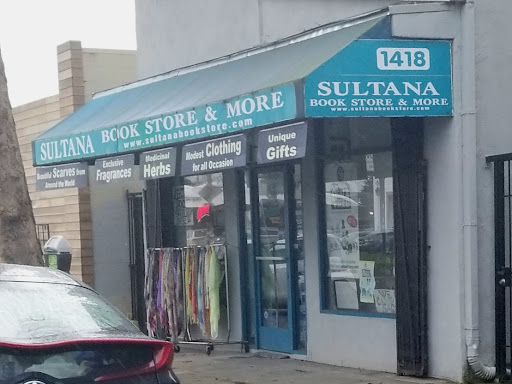 1418
SULTANA
BOOK STORE & MORE
www.sultanabookstore.com
SULTANA BOOK STORE & MORE
www.sultanabookstore.com
Beautiful Scarves from
Around the World
Exclusive
Fragrances
Medicinal
Herbs
Modest Clothing
for all Occasion
Unique
Gifts